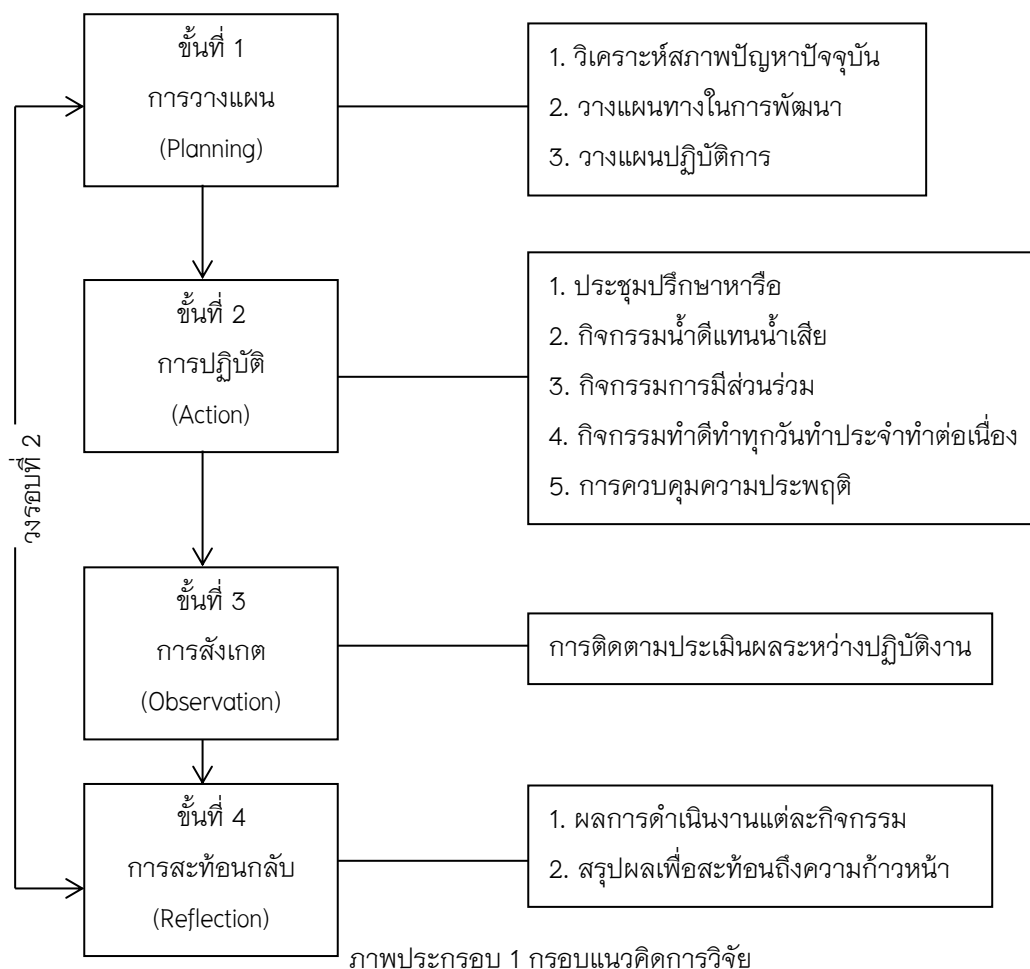 ขั้นที่ 1
การวางแผน
(Planning)
1. วิเคราะห์สภาพปัญหาปัจจุบัน
2. วางแผนทางในการพัฒนา
3. วางแผนปฏิบัติการ
ขั้นที่ 2
การปฏิบัติ
(Action)
1. ประชุมปรึกษาหารือ
2. กิจกรรมน้ำดีแทนน้ำเสีย
3. กิจกรรมการมีส่วนร่วม
4. กิจกรรมทำดีทำทุกวันทำประจำทำต่อเนื่อง
5. การควบคุมความประพฤติ
วงรอบที่ 2
ขั้นที่ 3
การสังเกต
(Observation)
การติดตามประเมินผลระหว่างปฏิบัติงาน
ขั้นที่ 4
การสะท้อนกลับ
(Reflection)
1. ผลการดำเนินงานแต่ละกิจกรรม
2. สรุปผลเพื่อสะท้อนถึงความก้าวหน้า
ภาพประกรอบ 1 กรอบแนวคิดการวิจัย